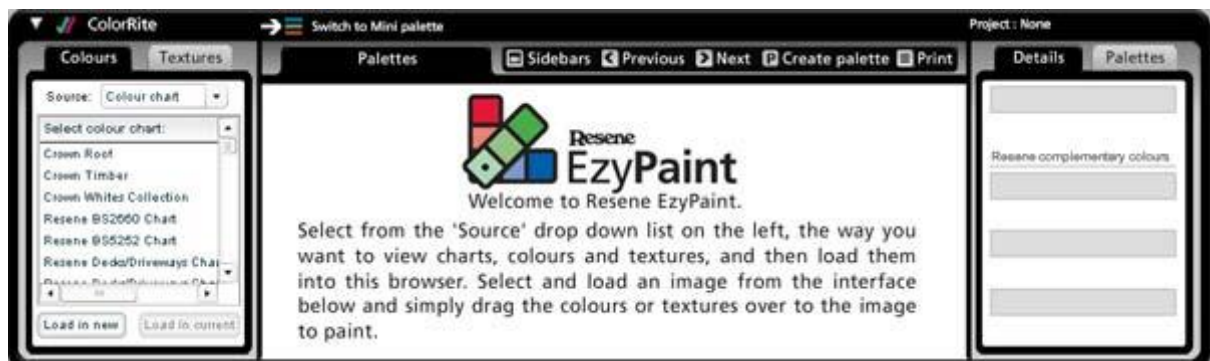 ColorRite
Switch to Mini palette
Project : None
Colours
Textures
Palettes
Sidebars
Previous
Next
P Create palette
Print
Details
Palettes
Source:
Colour chart
Select colour chart:
Crown Roof
Crown Timber
Crown Whites Collection
Resene BS2660 Chart
Resene BS5252 Chart
Resene Decks/Driveways Cha
Load in new
Load in current
Resene
EzyPaint
Welcome to Resene EzyPaint.
Select from the 'Source' drop down list on the left, the way you
want to view charts, colours and textures, and then load them
into this browser. Select and load an image from the interface
below and simply drag the colours or textures over to the image
to paint.
Resene complementary colours